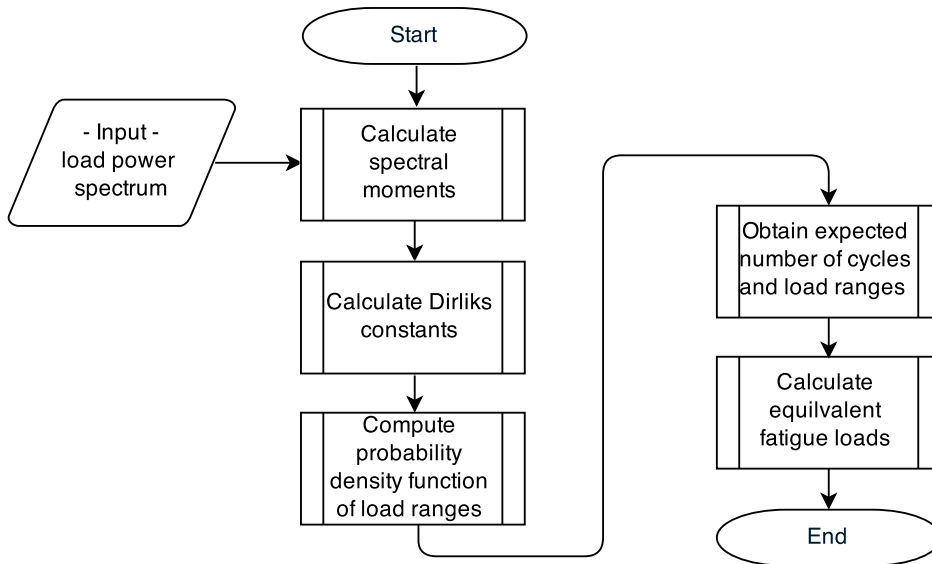 Start
- Input -
load power
spectrum
Calculate
spectral
moments
Calculate Dirliks
constants
Compute
probability
density function
of load ranges
Obtain expected
number of cycles
and load ranges
Calculate
equilvalent
fatigue loads
End